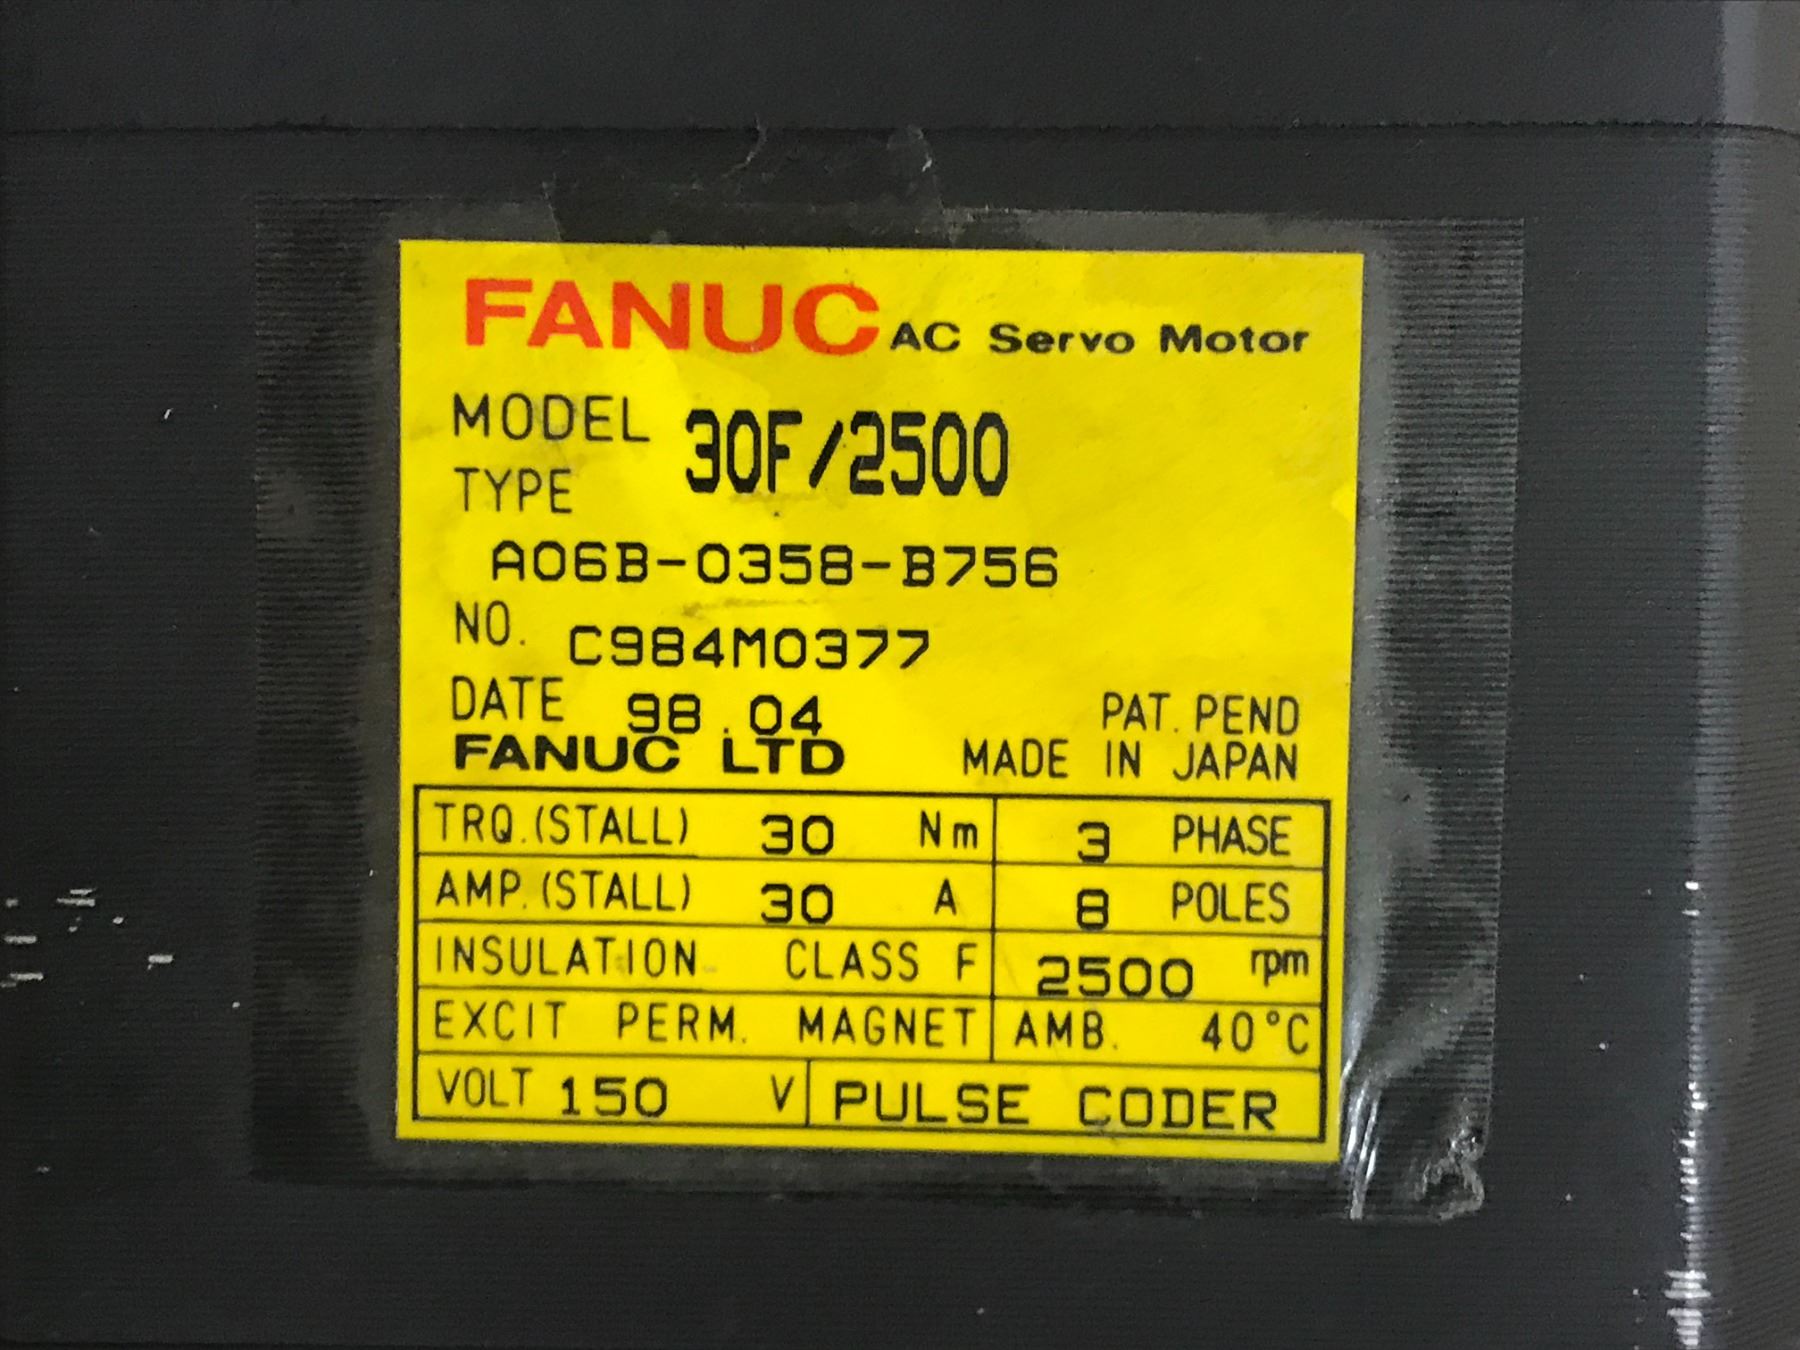 FANUC AC Servo Motor
MODEL 30F/2500
TYPE
A06B-0358-B756
NO. C984M0377
DATE 98.04 PAT. PEND
FANUC LTD MADE IN JAPAN
TRQ.(STALL) 30 Nm 3 PHASE
AMP.(STALL) 30 A 8 POLES
INSULATION CLASS F 2500 rpm
EXCIT PERM. MAGNET AMB. 40°C
VOLT 150 V PULSE CODER